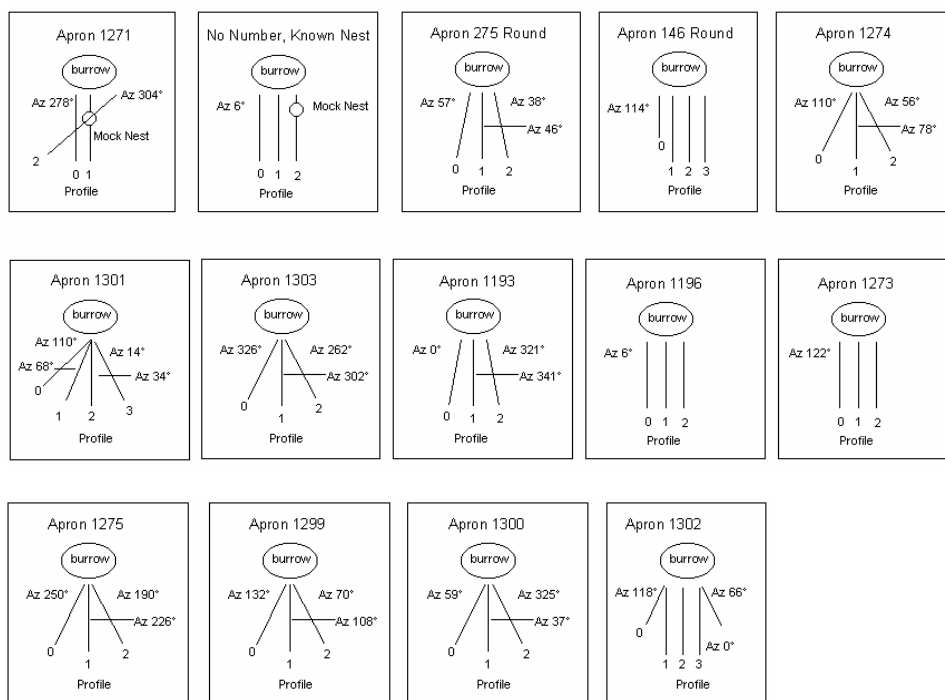 Apron 1271
burrow
Az 278° Az 304°
Mock Nest
2
0 1
Profile
No Number, Known Nest
burrow
Az 6° Mock Nest
0 1 2
Profile
Apron 275 Round
burrow
Az 57° Az 38°
Az 46°
0 1 2
Profile
Apron 146 Round
burrow
Az 114°
0
1 2 3
Profile
Apron 1274
burrow
Az 110° Az 56°
Az 78°
0 2
1
Profile
Apron 1301
burrow
Az 110° Az 14°
Az 68° Az 34°
0
1 2 3
Profile
Apron 1303
burrow
Az 326° Az 262°
Az 302°
0 2
1
Profile
Apron 1193
burrow
Az 0° Az 321°
Az 341°
0 1 2
Profile
Apron 1196
burrow
Az 6°
0 1 2
Profile
Apron 1273
burrow
Az 122°
0 1 2
Profile
Apron 1275
burrow
Az 250° Az 190°
Az 226°
0 2
1
Profile
Apron 1299
burrow
Az 132° Az 70°
Az 108°
0 2
1
Profile
Apron 1300
burrow
Az 59° Az 325°
Az 37°
0 2
1
Profile
Apron 1302
burrow
Az 118° Az 66°
0
Az 0°
1 2 3
Profile